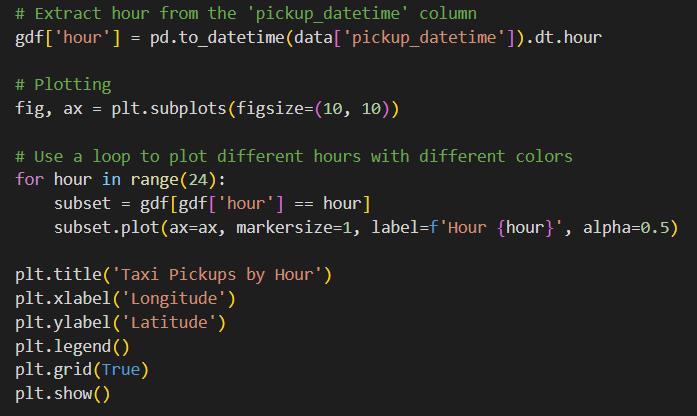 # Extract hour from the 'pickup_datetime' column
gdf['hour'] = pd.to_datetime(data['pickup_datetime']).dt.hour

# Plotting
fig, ax = plt.subplots(figsize=(10, 10))

# Use a loop to plot different hours with different colors
for hour in range(24):
    subset = gdf[gdf['hour'] == hour]
    subset.plot(ax=ax, markersize=1, label=f'Hour {hour}', alpha=0.5)

plt.title('Taxi Pickups by Hour')
plt.xlabel('Longitude')
plt.ylabel('Latitude')
plt.legend()
plt.grid(True)
plt.show()